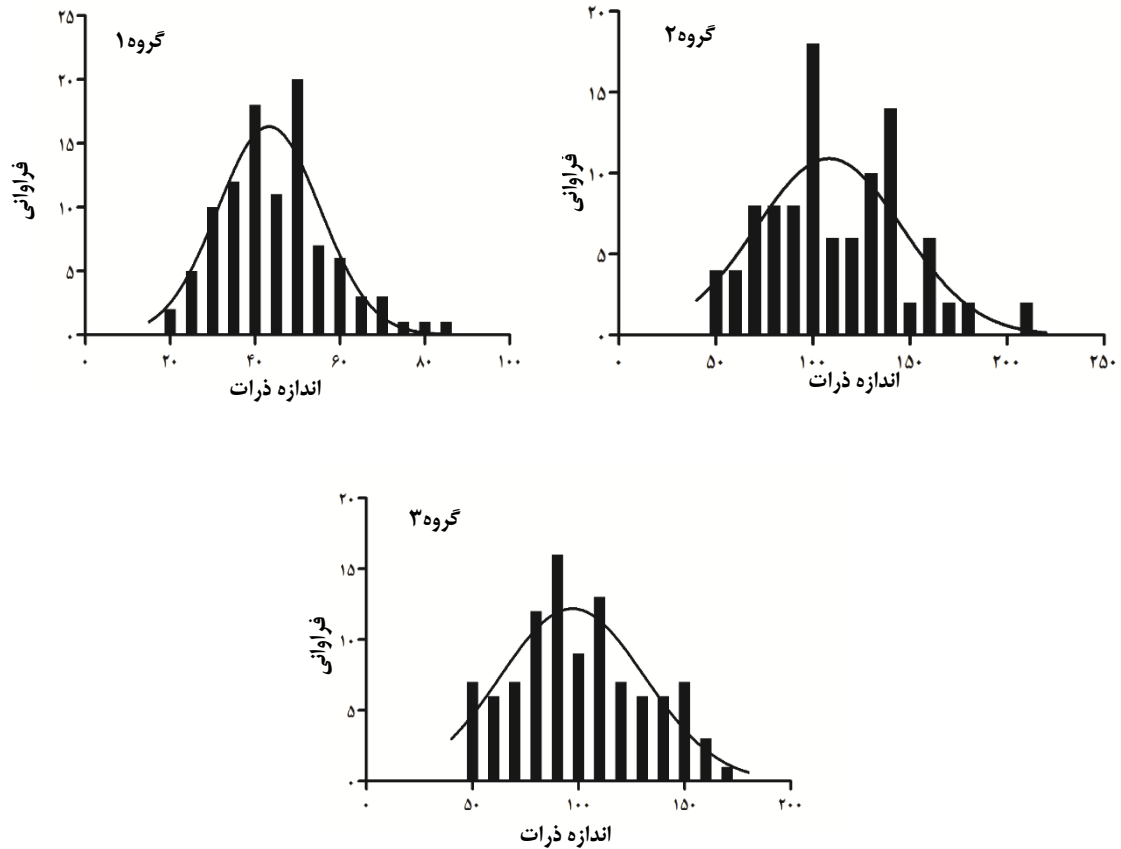 گروه۱
۲۵
۲۰
۱۵
۱۰
۵
۰
فراوانی
۰ ۲۰ ۴۰ ۶۰ ۸۰ ۱۰۰
اندازه ذرات
گروه۲
۲۰
۱۵
۱۰
۵
۰
فراوانی
۰ ۵۰ ۱۰۰ ۱۵۰ ۲۰۰ ۲۵۰
اندازه ذرات
گروه۳
۲۰
۱۵
۱۰
۵
۰
فراوانی
۰ ۵۰ ۱۰۰ ۱۵۰ ۲۰۰
اندازه ذرات